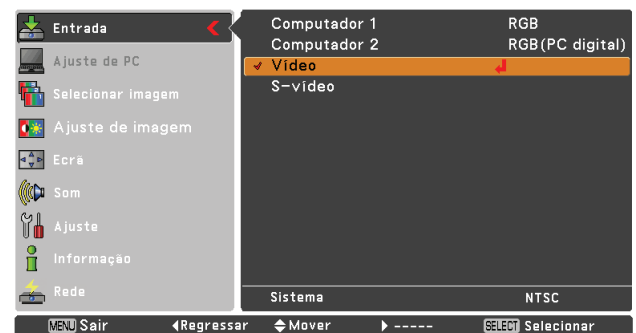 Entrada
Ajuste de PC
Selecionar imagem
Ajuste de imagem
Ecrã
Som
Ajuste
Informação
Rede
Computador 1 RGB
Computador 2 RGB(PC digital)
Vídeo
S-vídeo
Sistema NTSC
MENU Sair Regressar Mover ----- SELECT Selecionar